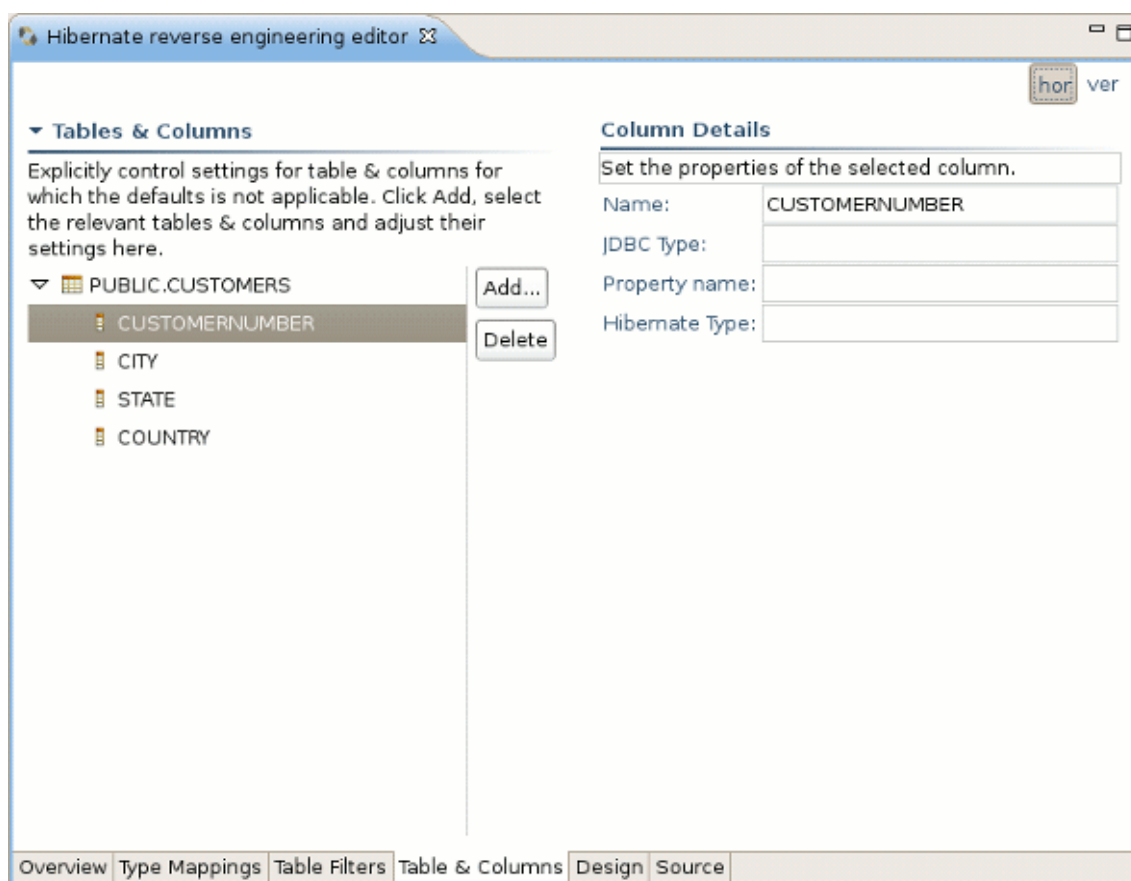 Hibernate reverse engineering editor
hor ver
Tables & Columns
Explicitly control settings for table & columns for
which the defaults is not applicable. Click Add, select
the relevant tables & columns and adjust their
settings here.
PUBLIC.CUSTOMERS
CUSTOMERNUMBER
CITY
STATE
COUNTRY
Add...
Delete
Column Details
Set the properties of the selected column.
Name: CUSTOMERNUMBER
JDBC Type:
Property name:
Hibernate Type:
Overview Type Mappings Table Filters Table & Columns Design Source